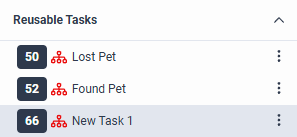 Reusable Tasks
50 Lost Pet
52 Found Pet
66 New Task 1